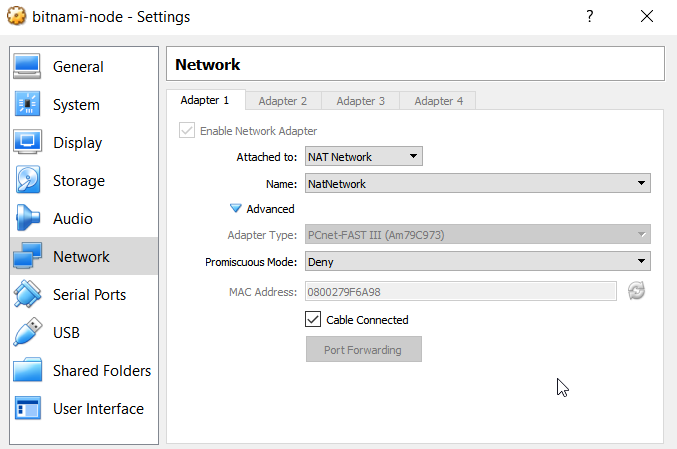 bitnami-node - Settings
?
General
System
Display
Storage
Audio
Network
Serial Ports
USB
Shared Folders
User Interface
Network
Adapter 1 Adapter 2 Adapter 3 Adapter 4
Enable Network Adapter
Attached to: NAT Network
Name: NatNetwork
Advanced
Adapter Type: PCnet-FAST III (Am79C973)
Promiscuous Mode: Deny
MAC Address: 0800279F6A98
Cable Connected
Port Forwarding